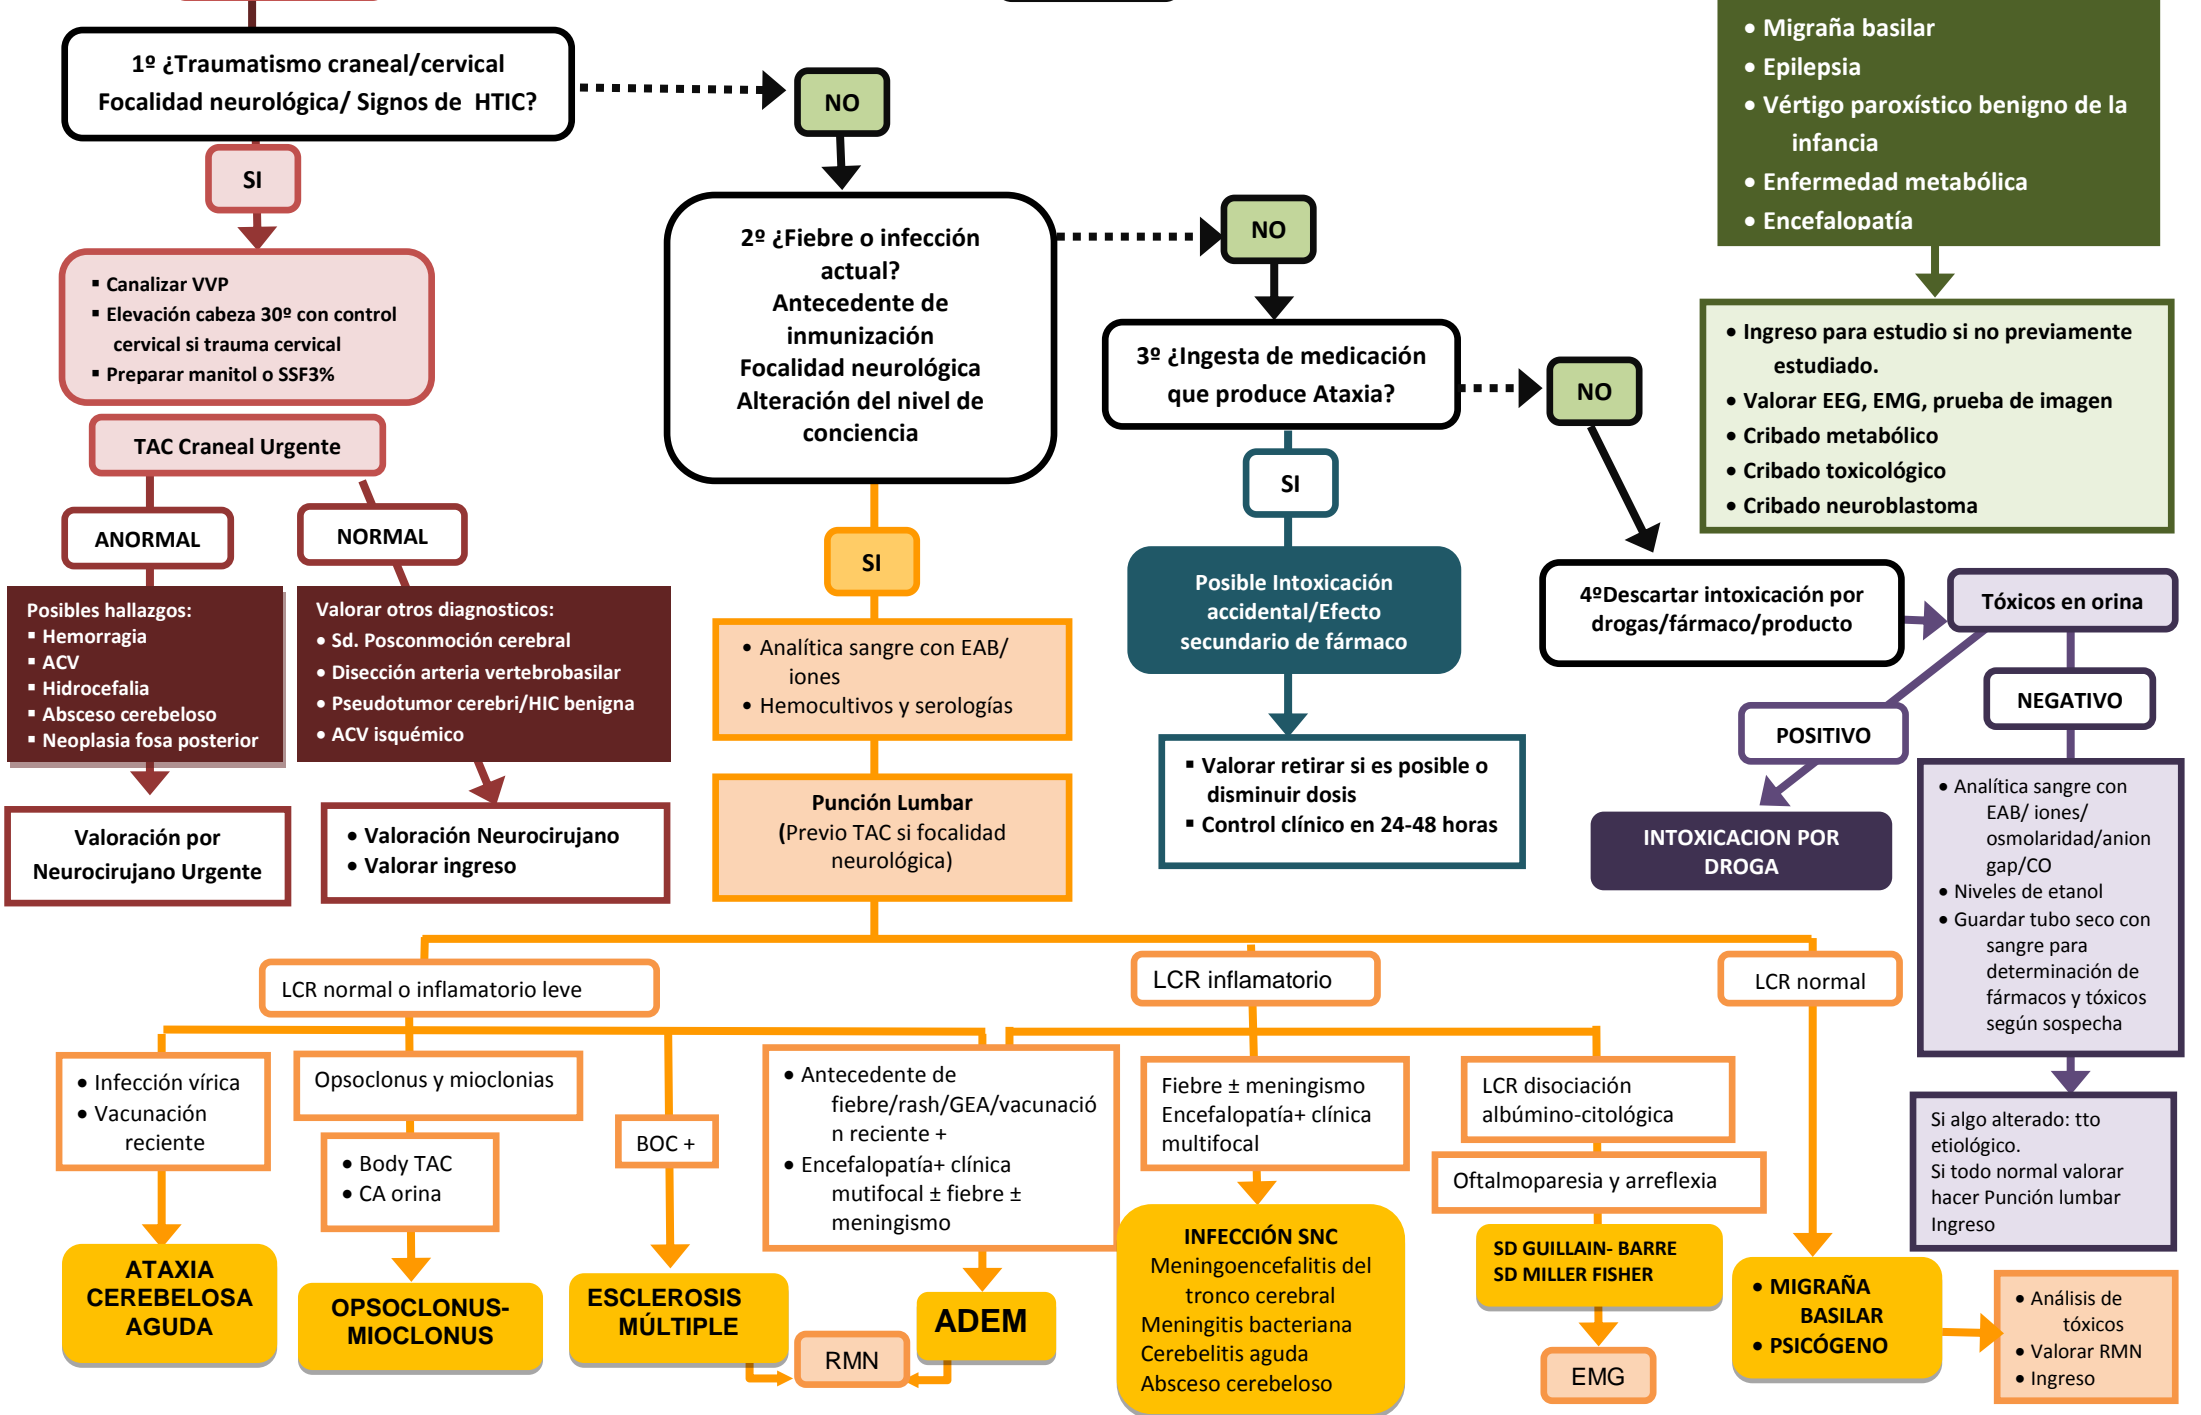 1º ¿Traumatismo craneal/cervical
Focalidad neurológica/ Signos de HTIC?
NO
SI
▪ Canalizar VVP
▪ Elevación cabeza 30º con control
cervical si trauma cervical
▪ Preparar manitol o SSF3%
TAC Craneal Urgente
ANORMAL
NORMAL
Posibles hallazgos:
▪ Hemorragia
▪ ACV
▪ Hidrocefalia
▪ Absceso cerebeloso
▪ Neoplasia fosa posterior
Valorar otros diagnosticos:
• Sd. Posconmoción cerebral
• Disección arteria vertebrobasilar
• Pseudotumor cerebri/HIC benigna
• ACV isquémico
Valoración por
Neurocirujano Urgente
• Valoración Neurocirujano
• Valorar ingreso
2º ¿Fiebre o infección
actual?
Antecedente de
inmunización
Focalidad neurológica
Alteración del nivel de
conciencia
NO
SI
• Analítica sangre con EAB/
iones
• Hemocultivos y serologías
Punción Lumbar
(Previo TAC si focalidad
neurológica)
3º ¿Ingesta de medicación
que produce Ataxia?
NO
SI
Posible Intoxicación
accidental/Efecto
secundario de fármaco
▪ Valorar retirar si es posible o
disminuir dosis
▪ Control clínico en 24-48 horas
• Migraña basilar
• Epilepsia
• Vértigo paroxístico benigno de la
infancia
• Enfermedad metabólica
• Encefalopatía
• Ingreso para estudio si no previamente
estudiado.
• Valorar EEG, EMG, prueba de imagen
• Cribado metabólico
• Cribado toxicológico
• Cribado neuroblastoma
4ºDescartar intoxicación por
drogas/fármaco/producto
Tóxicos en orina
POSITIVO
NEGATIVO
INTOXICACION POR
DROGA
• Analítica sangre con
EAB/ iones/
osmolaridad/anion
gap/CO
• Niveles de etanol
• Guardar tubo seco con
sangre para
determinación de
fármacos y tóxicos
según sospecha
Si algo alterado: tto
etiológico.
Si todo normal valorar
hacer Punción lumbar
Ingreso
LCR normal o inflamatorio leve
LCR inflamatorio
LCR normal
• Infección vírica
• Vacunación
reciente
ATAXIA
CEREBELOSA
AGUDA
Opsoclonus y mioclonias
• Body TAC
• CA orina
OPSOCLONUS-
MIOCLONUS
BOC +
ESCLEROSIS
MÚLTIPLE
• Antecedente de
fiebre/rash/GEA/vacunació
n reciente +
• Encefalopatía+ clínica
mutifocal ± fiebre ±
meningismo
ADEM
RMN
Fiebre ± meningismo
Encefalopatía+ clínica
multifocal
INFECCIÓN SNC
Meningoencefalitis del
tronco cerebral
Meningitis bacteriana
Cerebelitis aguda
Absceso cerebeloso
LCR disociación
albúmino-citológica
Oftalmoparesia y arreflexia
SD GUILLAIN- BARRE
SD MILLER FISHER
EMG
• MIGRAÑA
BASILAR
• PSICÓGENO
• Análisis de
tóxicos
• Valorar RMN
• Ingreso